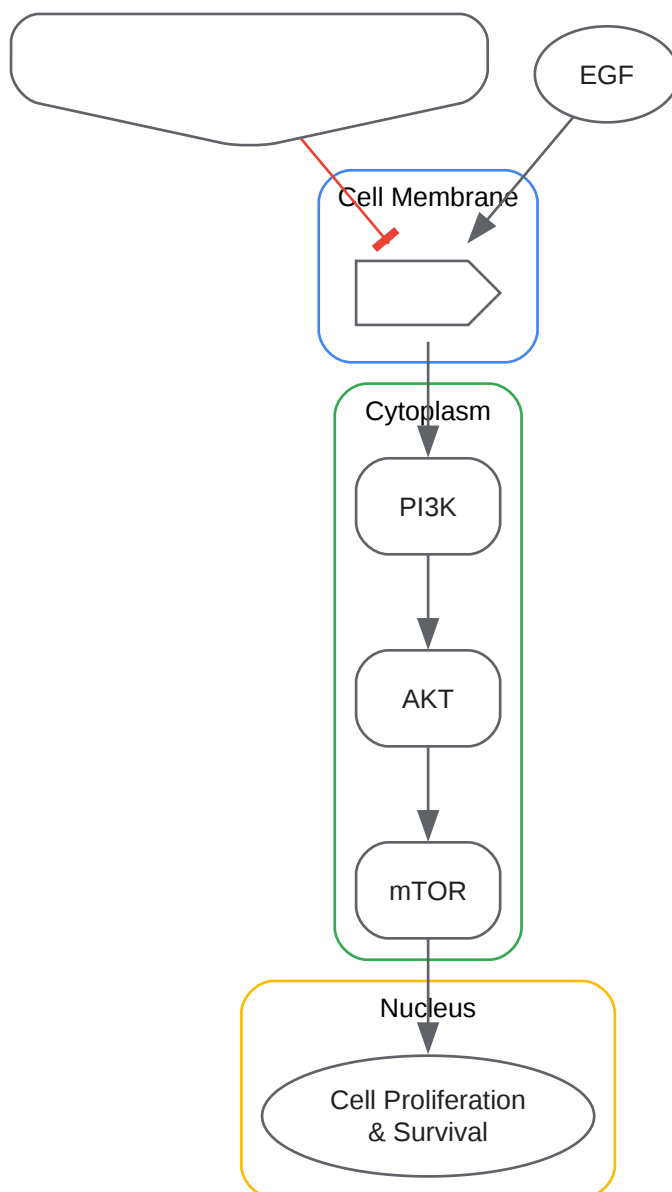 EGF
Cell Membrane
Cytoplasm
PI3K
AKT
mTOR
Nucleus
Cell Proliferation
& Survival